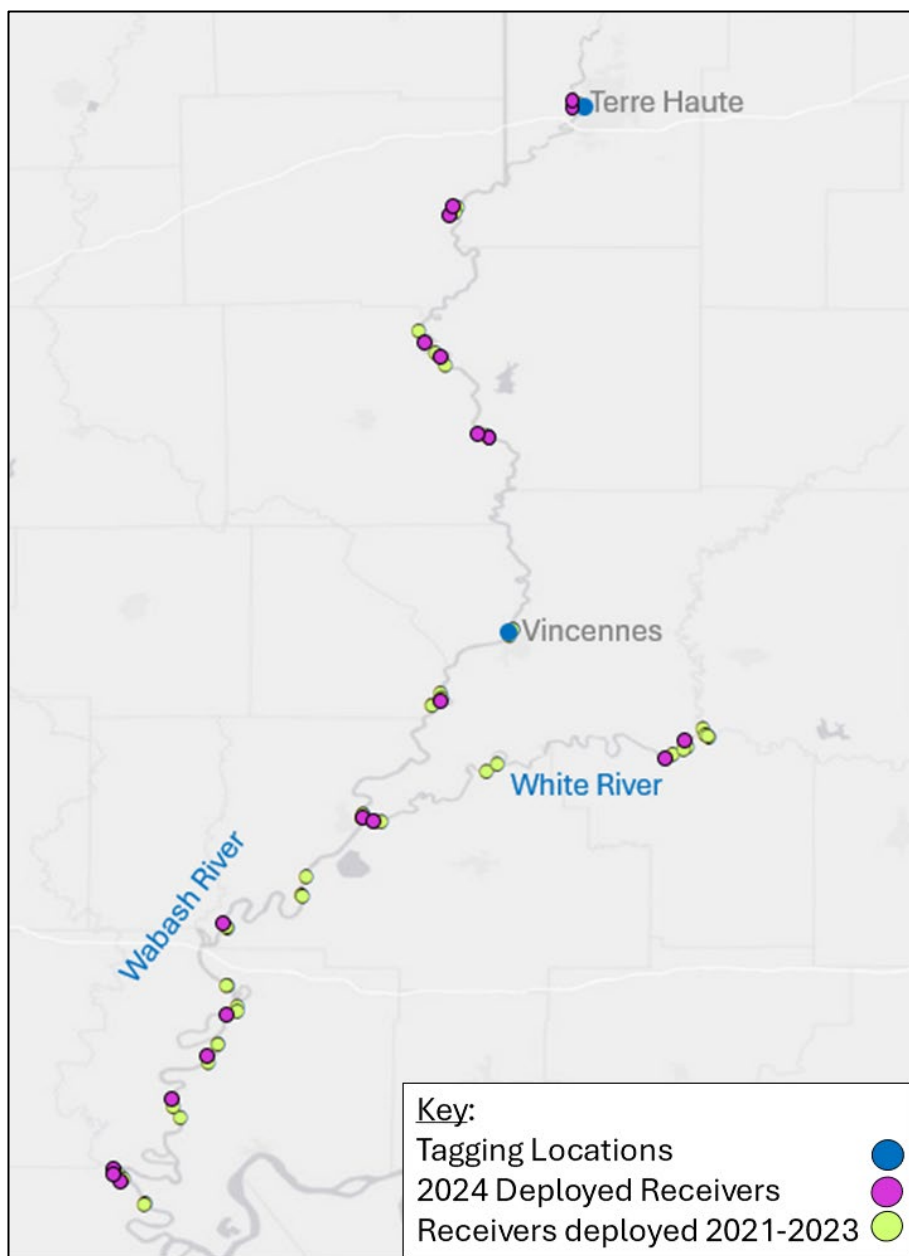 Terre Haute
Vincennes
White River
Wabash River
Key:
Tagging Locations
2024 Deployed Receivers
Receivers deployed 2021-2023